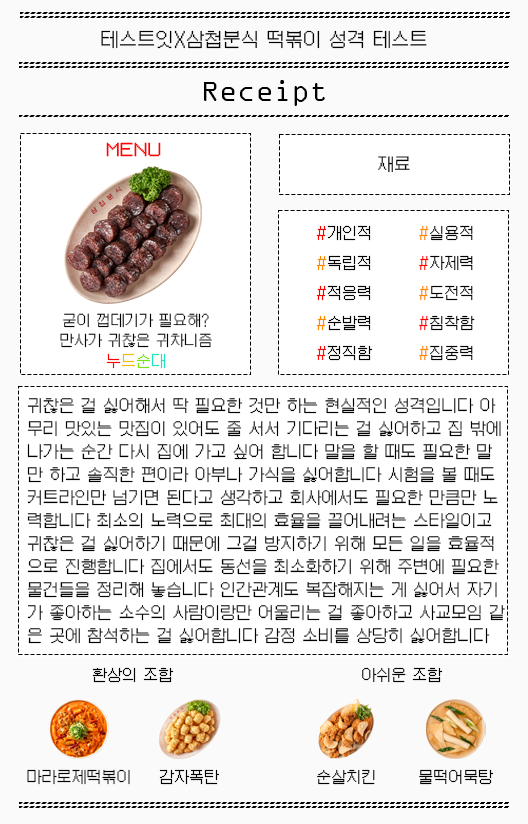 테스트잇X삼첩분식 떡볶이 성격 테스트
Receipt
MENU
삼첩분식
굳이 껍데기가 필요해?
만사가 귀찮은 귀차니즘
누드순대
재료
#개인적 #실용적
#독립적 #자제력
#적응력 #도전적
#순발력 #침착함
#정직함 #집중력
귀찮은 걸 싫어해서 딱 필요한 것만 하는 현실적인 성격입니다 아
무리 맛있는 맛집이 있어도 줄 서서 기다리는 걸 싫어하고 집 밖에
나가는 순간 다시 집에 가고 싶어 합니다 말을 할 때도 필요한 말
만 하고 솔직한 편이라 아부나 가식을 싫어합니다 시험을 볼 때도
커트라인만 넘기면 된다고 생각하고 회사에서도 필요한 만큼만 노
력합니다 최소의 노력으로 최대의 효율을 끌어내려는 스타일이고
귀찮은 걸 싫어하기 때문에 그걸 방지하기 위해 모든 일을 효율적
으로 진행합니다 집에서도 동선을 최소화하기 위해 주변에 필요한
물건들을 정리해 놓습니다 인간관계도 복잡해지는 게 싫어서 자기
가 좋아하는 소수의 사람이랑만 어울리는 걸 좋아하고 사교모임 같
은 곳에 참석하는 걸 싫어합니다 감정 소비를 상당히 싫어합니다
환상의 조합 아쉬운 조합
마라로제떡볶이 감자폭탄 순살치킨 물떡어묵탕